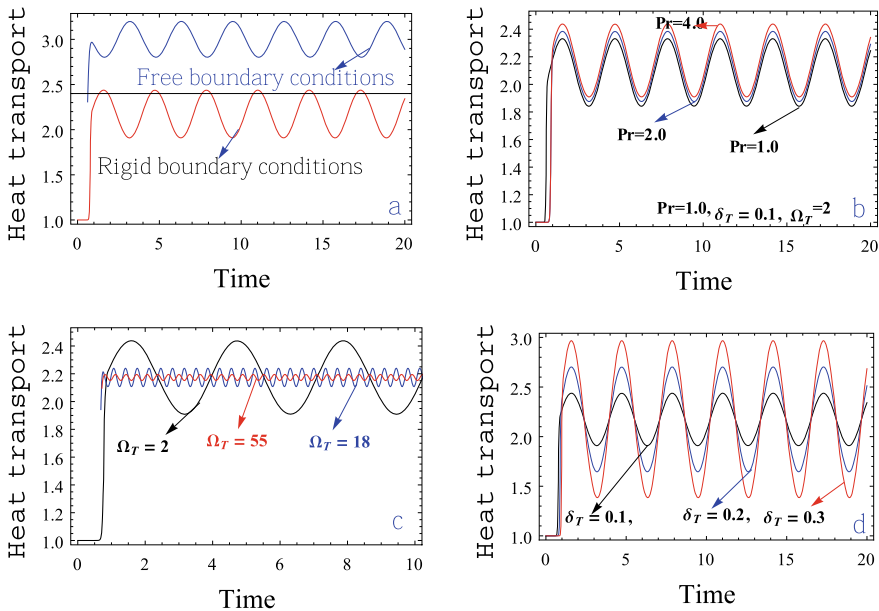 Heat transport
3.0
2.5
2.0
1.5
1.0
Free boundary conditions
Rigid boundary conditions
a
0 5 10 15 20
Time
Heat transport
2.4
2.2
2.0
1.8
1.6
1.4
1.2
1.0
Pr=4.0
Pr=2.0
Pr=1.0
Pr=1.0, δ_T = 0.1, Ω_T =2
b
0 5 10 15 20
Time
Heat transport
2.4
2.2
2.0
1.8
1.6
1.4
1.2
1.0
Ω_T = 2
Ω_T = 55
Ω_T = 18
c
0 2 4 6 8 10
Time
Heat transport
3.0
2.5
2.0
1.5
1.0
δ_T = 0.1, δ_T = 0.2, δ_T = 0.3
d
0 5 10 15 20
Time